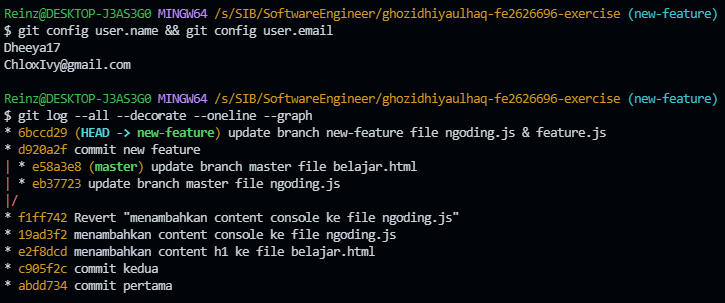 Reinz@DESKTOP-J3AS3G0 MINGW64 /s/SIB/SoftwareEngineer/ghozidhiyaulhaq-fe2626696-exercise (new-feature)
$ git config user.name && git config user.email
Dheeya17
ChloxIvy@gmail.com

Reinz@DESKTOP-J3AS3G0 MINGW64 /s/SIB/SoftwareEngineer/ghozidhiyaulhaq-fe2626696-exercise (new-feature)
$ git log --all --decorate --oneline --graph
* 6bccd29 (HEAD -> new-feature) update branch new-feature file ngoding.js & feature.js
* d920a2f commit new feature
| * e58a3e8 (master) update branch master file belajar.html
| * eb37723 update branch master file ngoding.js
|/
* f1ff742 Revert "menambahkan content console ke file ngoding.js"
* 19ad3f2 menambahkan content console ke file ngoding.js
* e2f8dcd menambahkan content h1 ke file belajar.html
* c905f2c commit kedua
* abdd734 commit pertama